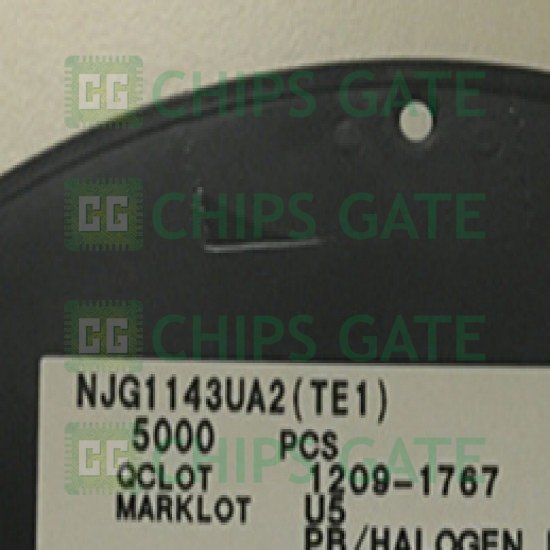 CG CHIPS GATE
CG CHIPS GATE
CG CHIPS GATE
NJG1143UA2(TE1)
5000 PCS
CG CHIPS GATE
QCLOT 1209-1767
MARKLOT U5
PB/HALOGEN